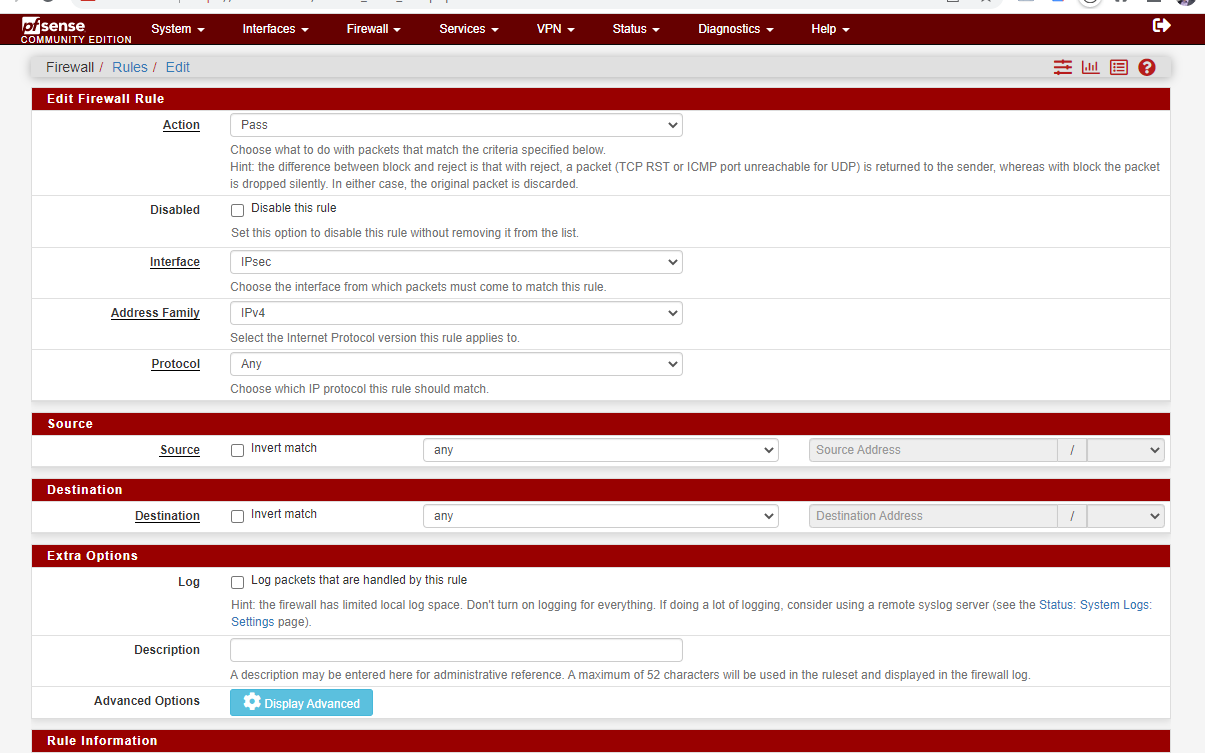 pfsense
COMMUNITY EDITION
System Interfaces Firewall Services VPN Status Diagnostics Help
Firewall / Rules / Edit
Edit Firewall Rule
Action Pass
Choose what to do with packets that match the criteria specified below.
Hint: the difference between block and reject is that with reject, a packet (TCP RST or ICMP port unreachable for UDP) is returned to the sender, whereas with block the packet
is dropped silently. In either case, the original packet is discarded.
Disabled Disable this rule
Set this option to disable this rule without removing it from the list.
Interface IPsec
Choose the interface from which packets must come to match this rule.
Address Family IPv4
Select the Internet Protocol version this rule applies to.
Protocol Any
Choose which IP protocol this rule should match.
Source
Source Invert match any Source Address /
Destination
Destination Invert match any Destination Address /
Extra Options
Log Log packets that are handled by this rule
Hint: the firewall has limited local log space. Don't turn on logging for everything. If doing a lot of logging, consider using a remote syslog server (see the Status: System Logs:
Settings page).
Description
A description may be entered here for administrative reference. A maximum of 52 characters will be used in the ruleset and displayed in the firewall log.
Advanced Options Display Advanced
Rule Information